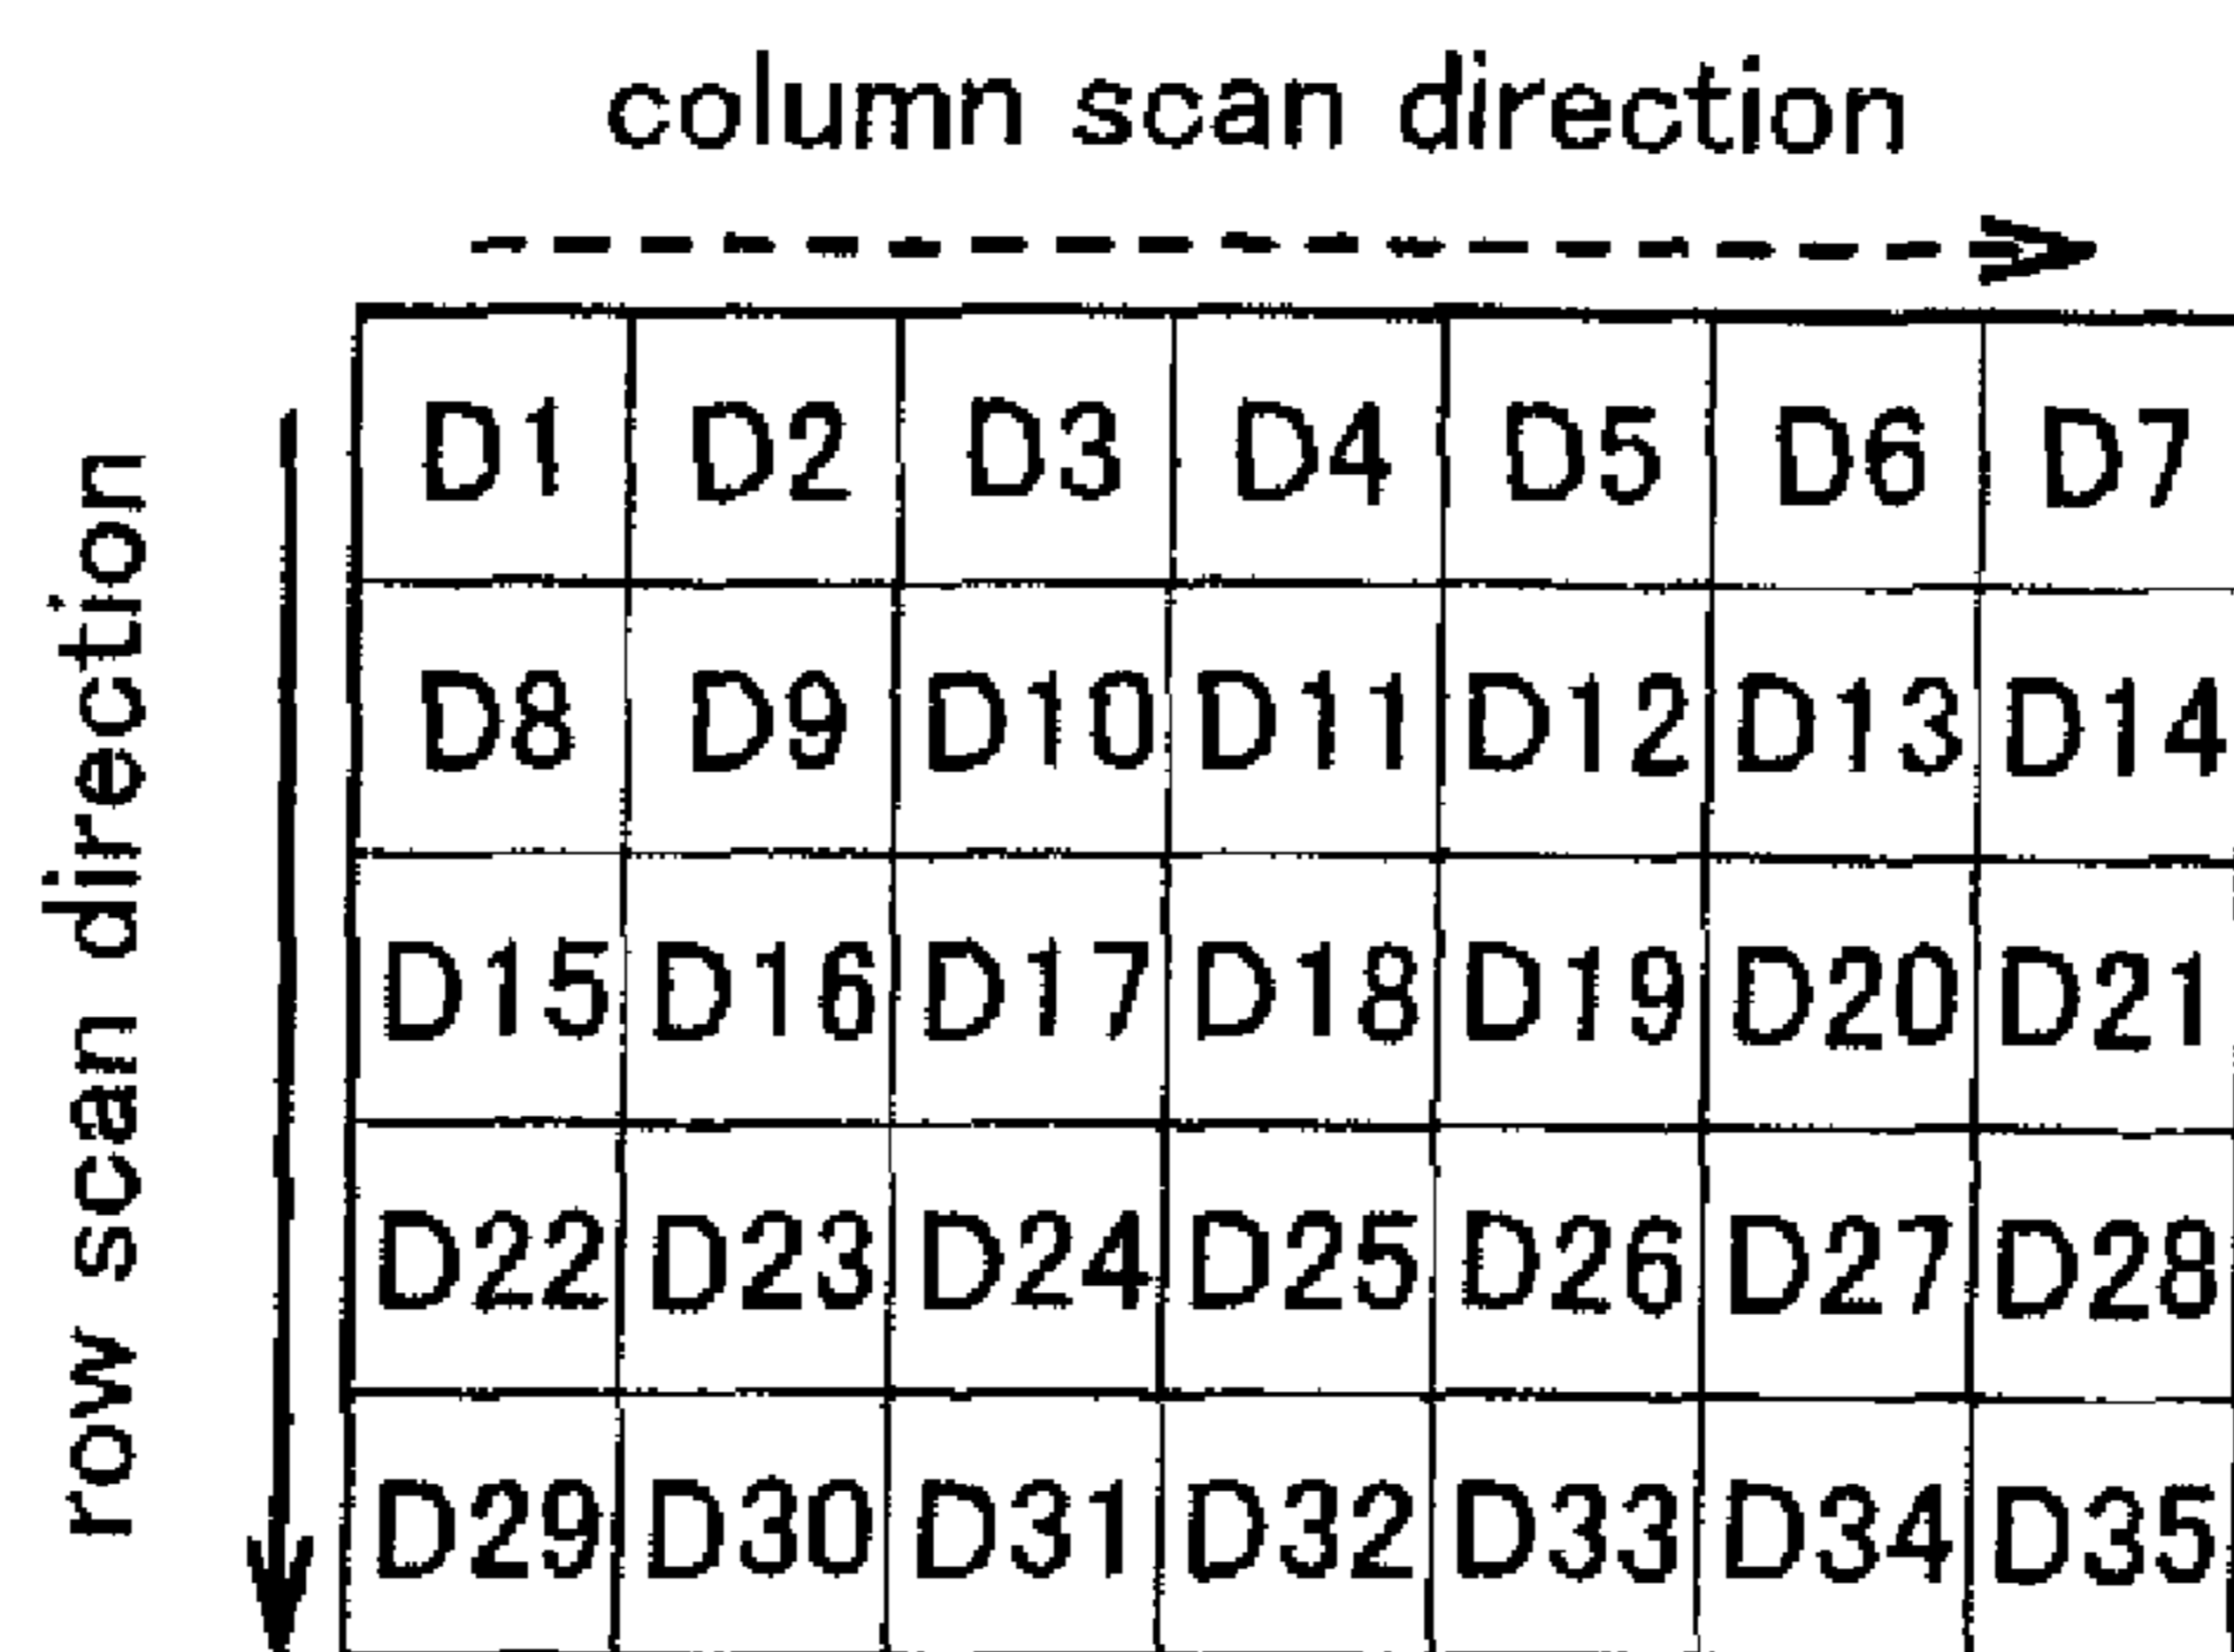 column scan direction
row scan direction
D1 D2 D3 D4 D5 D6 D7
D8 D9 D10 D11 D12 D13 D14
D15 D16 D17 D18 D19 D20 D21
D22 D23 D24 D25 D26 D27 D28
D29 D30 D31 D32 D33 D34 D35